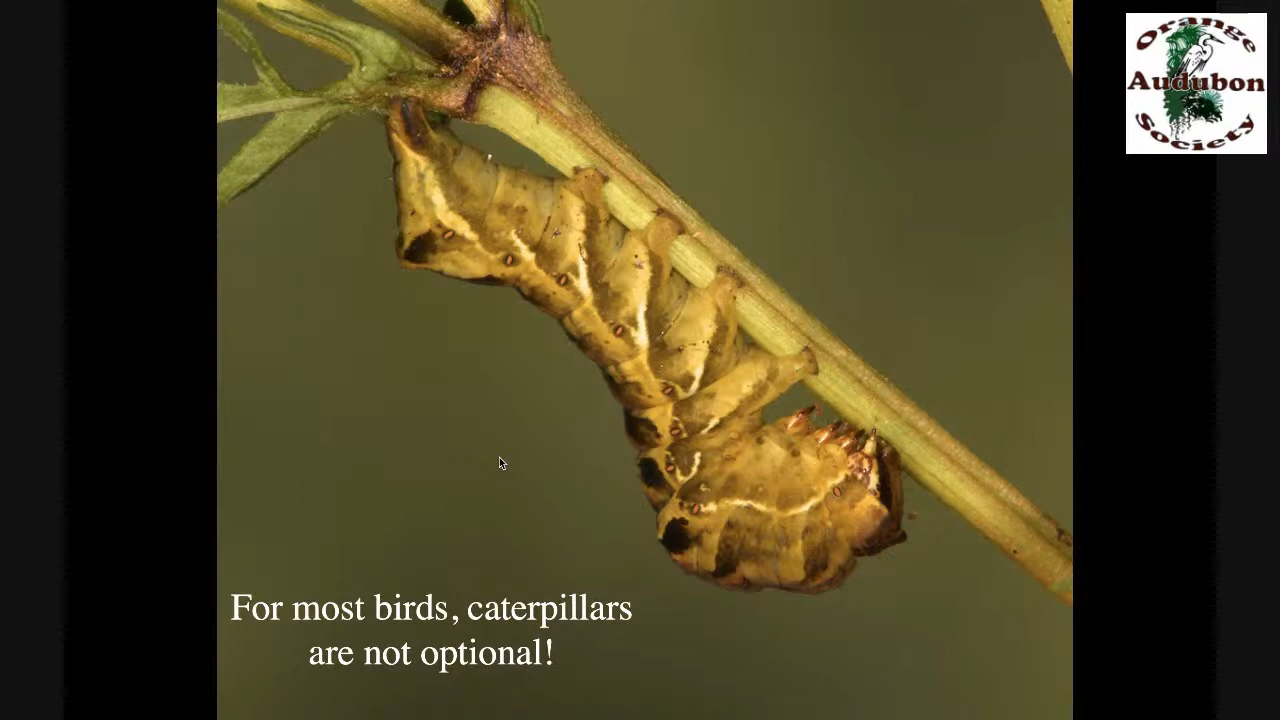 Orange
Audubon
Society
For most birds, caterpillars
are not optional!